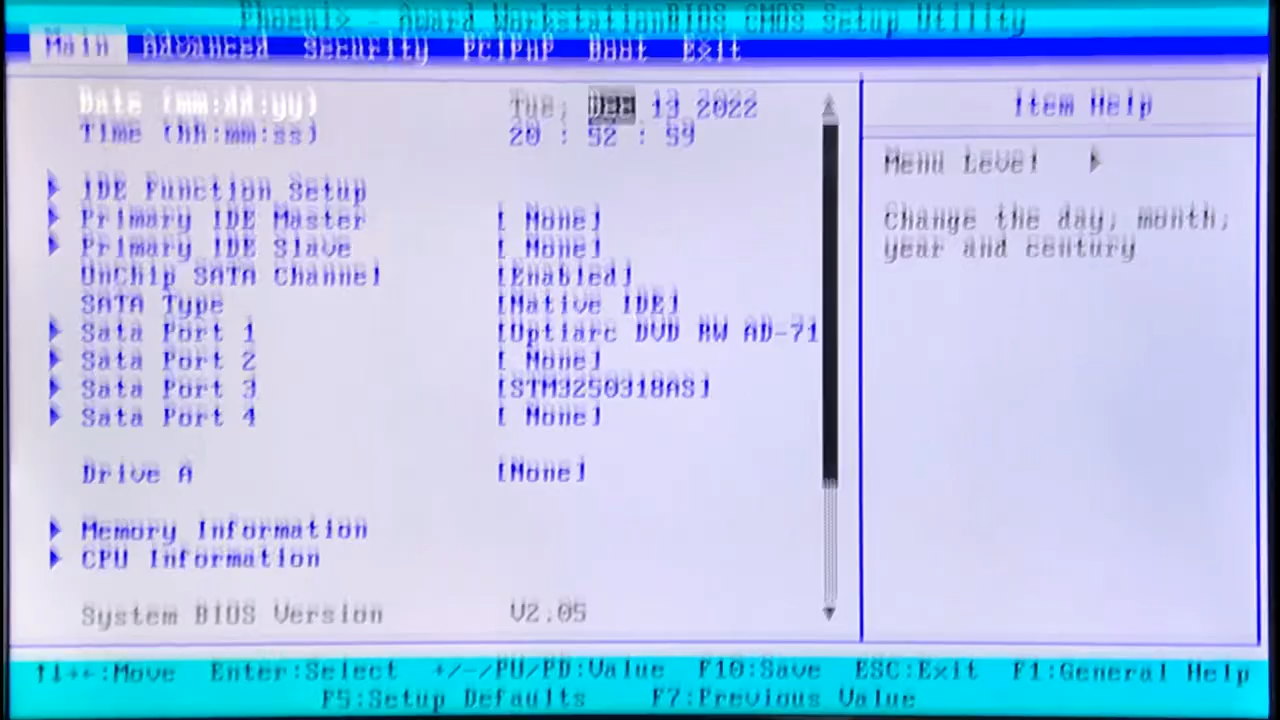 Phoenix - Award WorkstationBIOS CMOS Setup Utility
Main Advanced Security PCIPnP Boot Exit
Date (mm:dd:yy) Tue, Dec 13 2022
Time (hh:mm:ss) 20 : 52 : 59
IDE Function Setup
Primary IDE Master [ None]
Primary IDE Slave [ None]
OnChip SATA Channel [Enabled]
SATA Type [Native IDE]
Sata Port 1 [Optiarc DVD RW AD-71
Sata Port 2 [ None]
Sata Port 3 [STM3250318AS]
Sata Port 4 [ None]
Drive A [None]
Memory Information
CPU Information
System BIOS Version V2.05
Item Help
Menu Level
Change the day, month,
year and century
↑↓→←:Move Enter:Select +/-/PU/PD:Value F10:Save ESC:Exit F1:General Help
F5:Setup Defaults F7:Previous Value